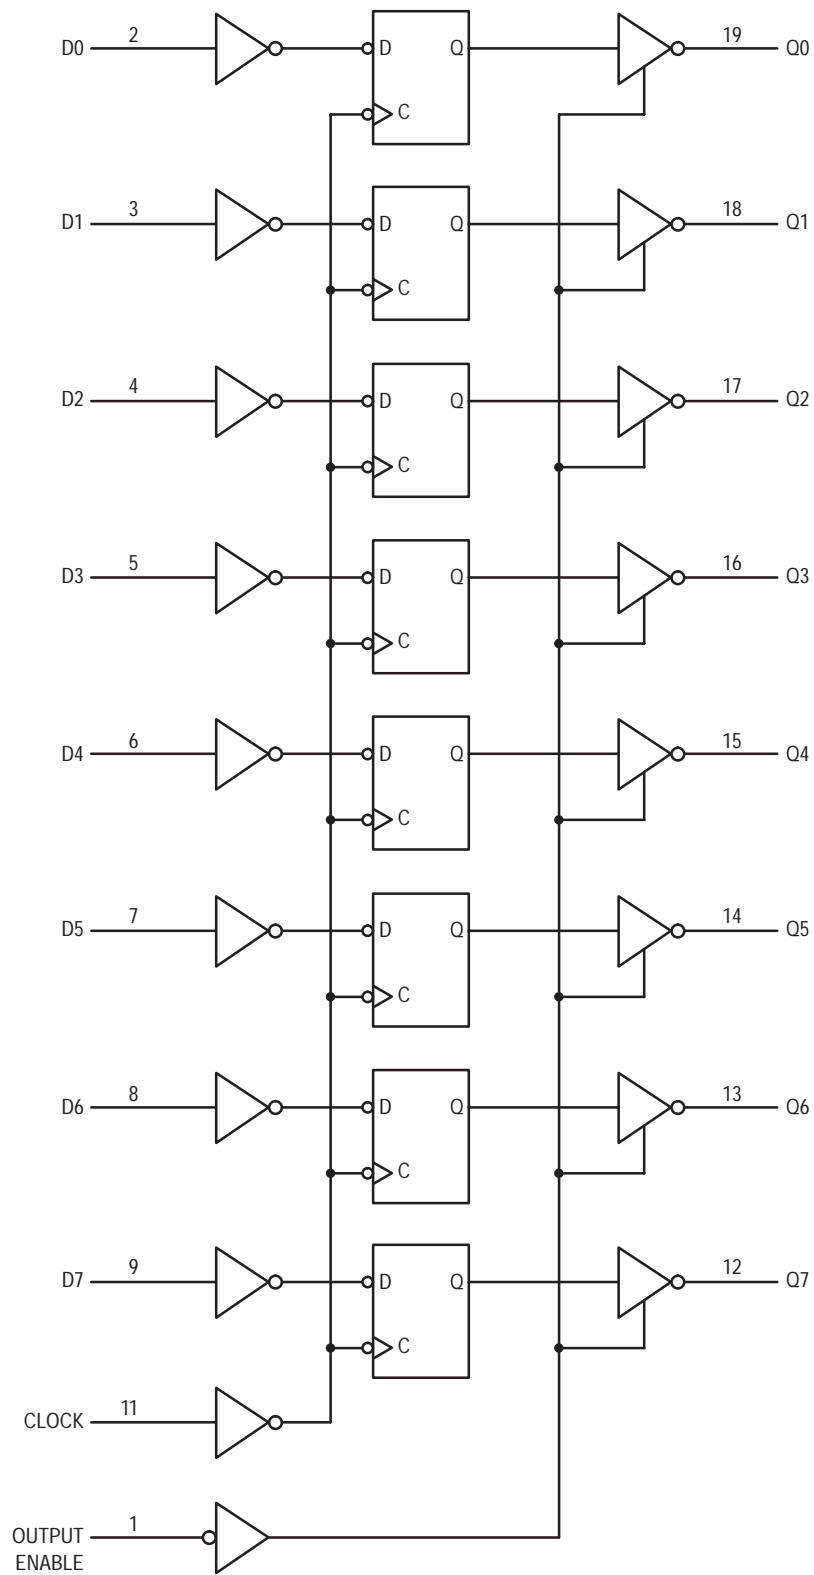 D0 2 D Q 19 Q0
C
D1 3 D Q 18 Q1
C
D2 4 D Q 17 Q2
C
D3 5 D Q 16 Q3
C
D4 6 D Q 15 Q4
C
D5 7 D Q 14 Q5
C
D6 8 D Q 13 Q6
C
D7 9 D Q 12 Q7
C
CLOCK 11
OUTPUT 1
ENABLE